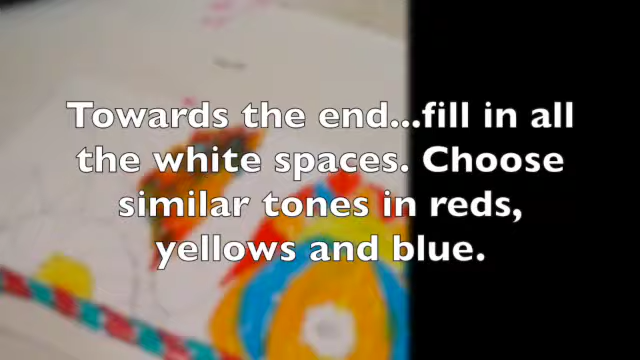 Towards the end...fill in all
the white spaces. Choose
similar tones in reds,
yellows and blue.